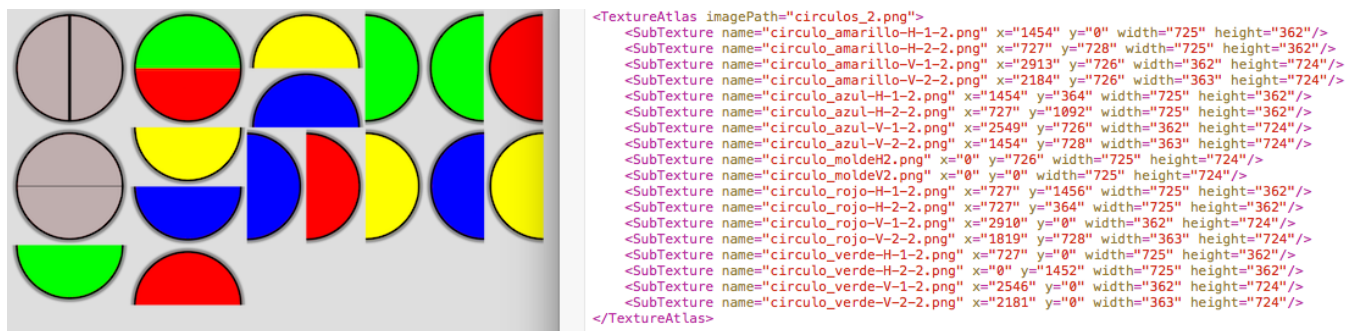 <TextureAtlas imagePath="circulos_2.png">
<SubTexture name="circulo_amarillo-H-1-2.png" x="1454" y="0" width="725" height="362"/>
<SubTexture name="circulo_amarillo-H-2-2.png" x="727" y="728" width="725" height="362"/>
<SubTexture name="circulo_amarillo-V-1-2.png" x="2913" y="726" width="362" height="724"/>
<SubTexture name="circulo_amarillo-V-2-2.png" x="2184" y="726" width="363" height="724"/>
<SubTexture name="circulo_azul-H-1-2.png" x="1454" y="364" width="725" height="362"/>
<SubTexture name="circulo_azul-H-2-2.png" x="727" y="1092" width="725" height="362"/>
<SubTexture name="circulo_azul-V-1-2.png" x="2549" y="726" width="362" height="724"/>
<SubTexture name="circulo_azul-V-2-2.png" x="1454" y="728" width="363" height="724"/>
<SubTexture name="circulo_moldeH2.png" x="0" y="726" width="725" height="724"/>
<SubTexture name="circulo_moldeV2.png" x="0" y="0" width="725" height="724"/>
<SubTexture name="circulo_rojo-H-1-2.png" x="727" y="1456" width="725" height="362"/>
<SubTexture name="circulo_rojo-H-2-2.png" x="727" y="364" width="725" height="362"/>
<SubTexture name="circulo_rojo-V-1-2.png" x="2910" y="0" width="362" height="724"/>
<SubTexture name="circulo_rojo-V-2-2.png" x="1819" y="728" width="363" height="724"/>
<SubTexture name="circulo_verde-H-1-2.png" x="727" y="0" width="725" height="362"/>
<SubTexture name="circulo_verde-H-2-2.png" x="0" y="1452" width="725" height="362"/>
<SubTexture name="circulo_verde-V-1-2.png" x="2546" y="0" width="362" height="724"/>
<SubTexture name="circulo_verde-V-2-2.png" x="2181" y="0" width="363" height="724"/>
</TextureAtlas>